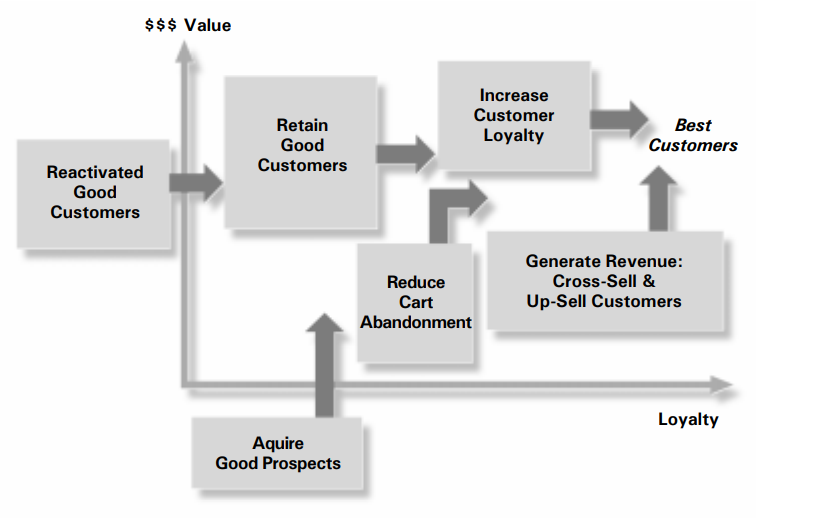 $$$ Value
Increase
Customer
Loyalty
Retain
Good
Customers
Best
Customers
Reactivated
Good
Customers
Reduce
Cart
Abandonment
Generate Revenue:
Cross-Sell &
Up-Sell Customers
Loyalty
Aquire
Good Prospects